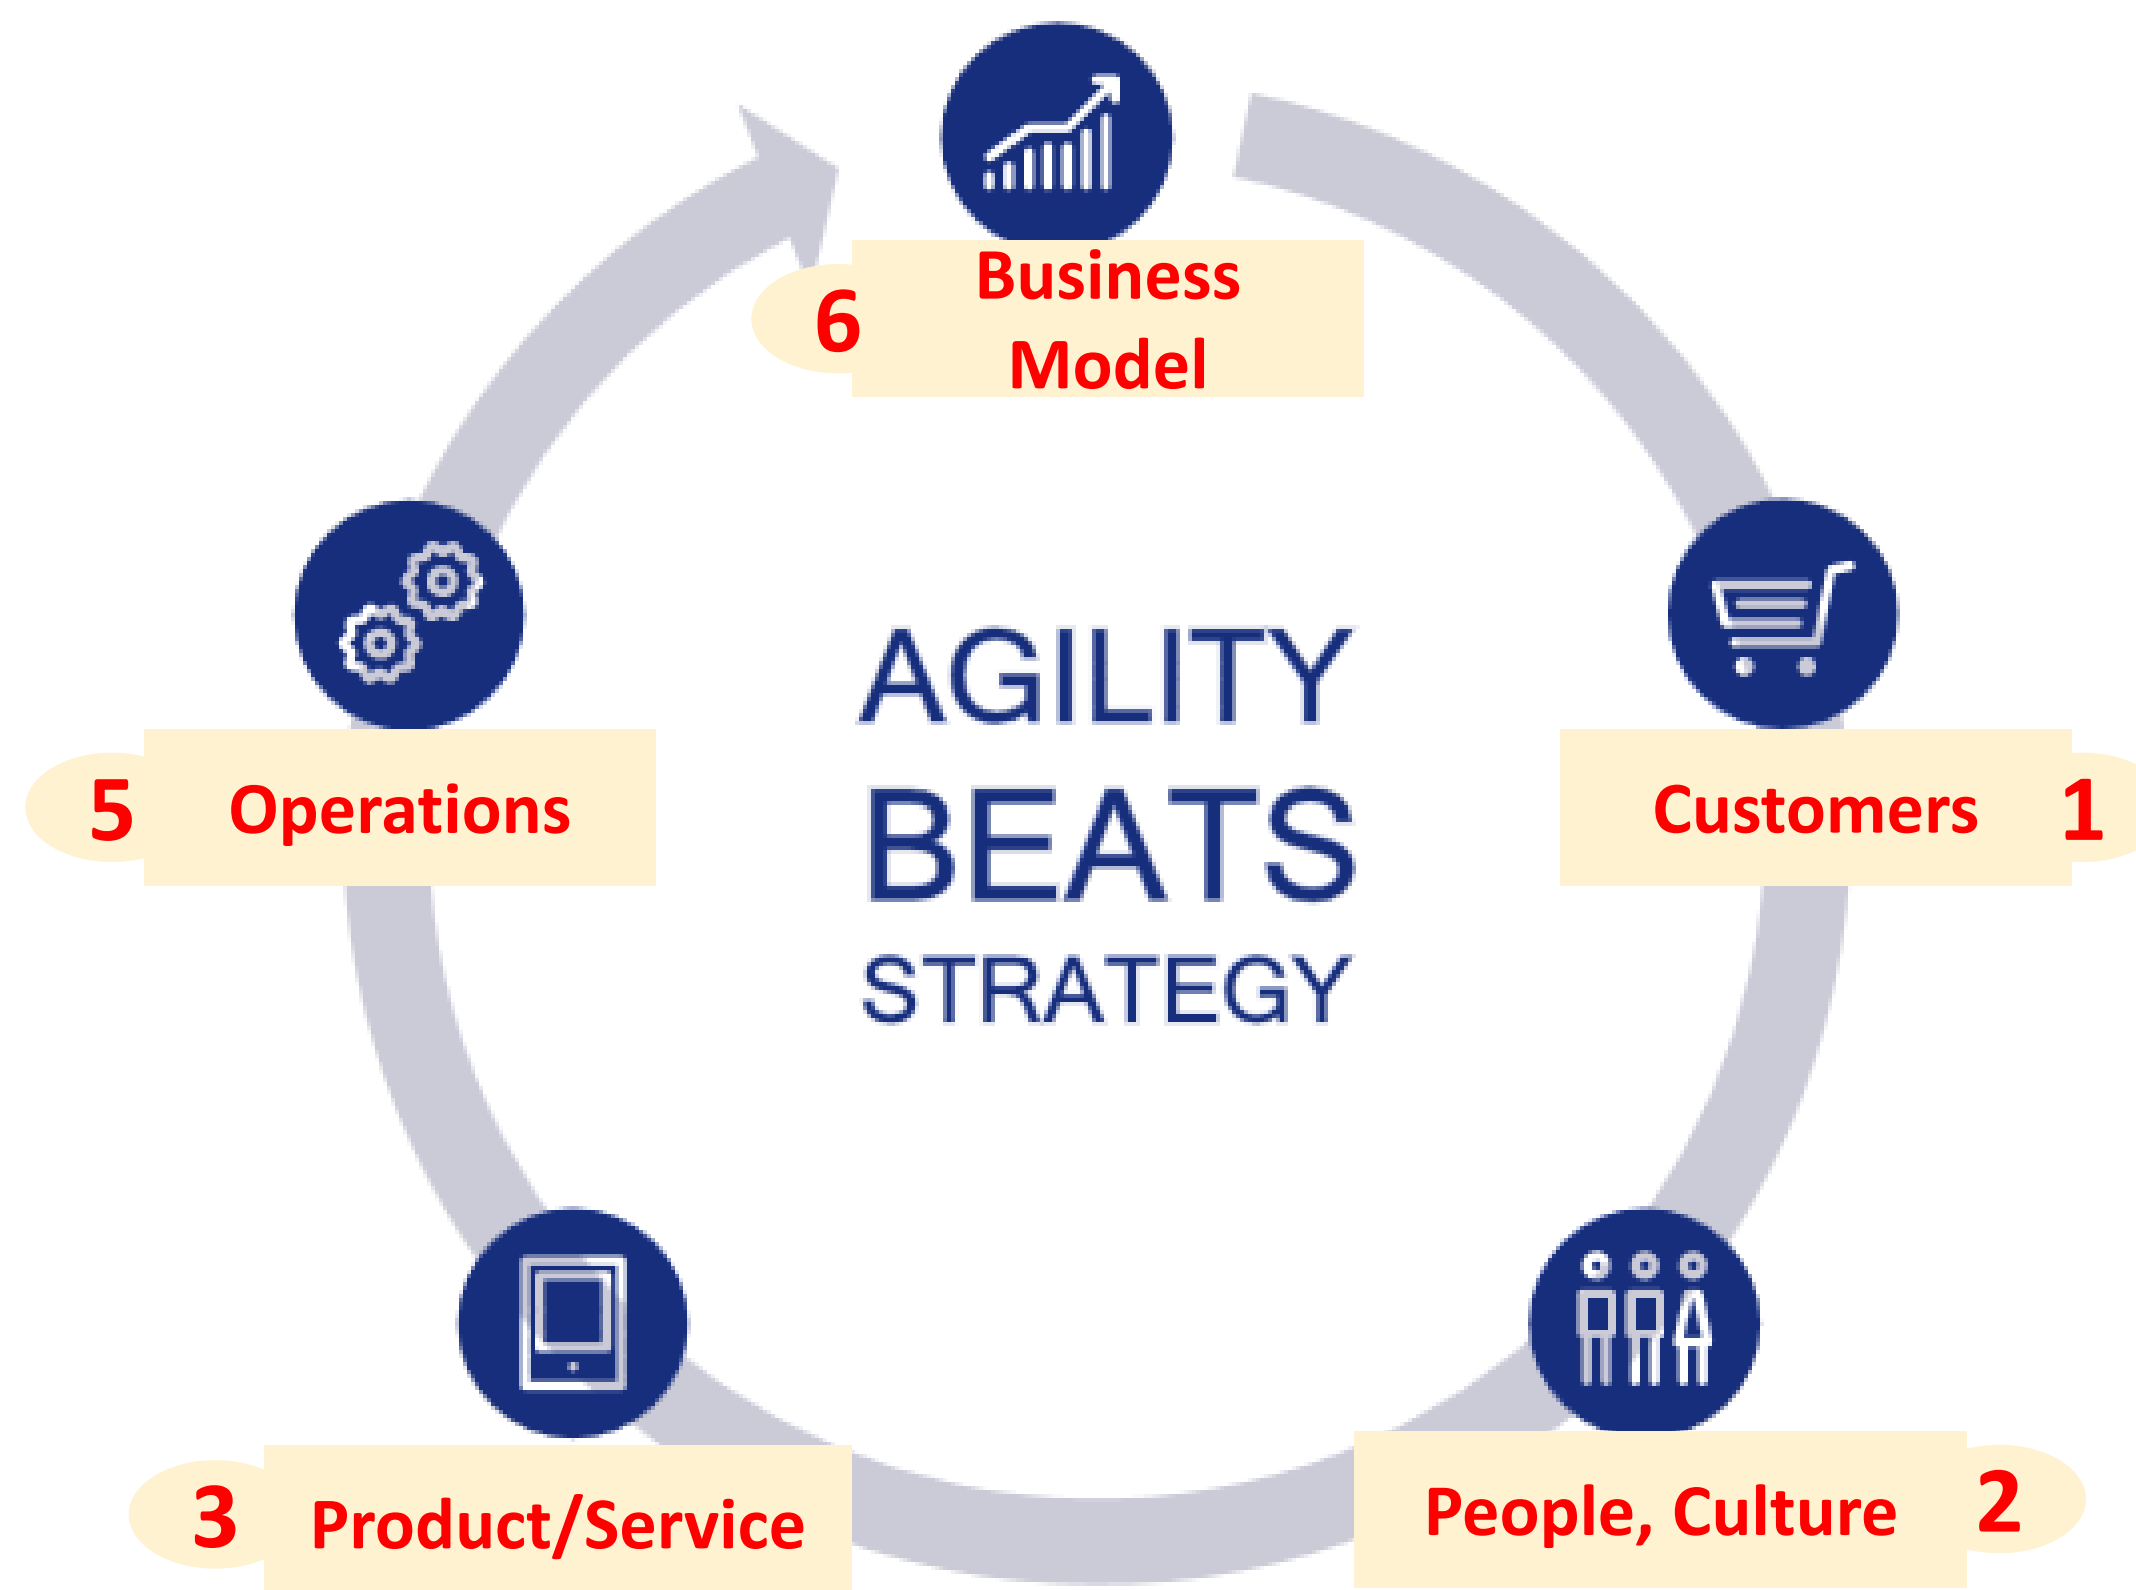 6
Business
Model
AGILITY
BEATS
STRATEGY
5
Operations
Customers
1
3
Product/Service
People, Culture
2